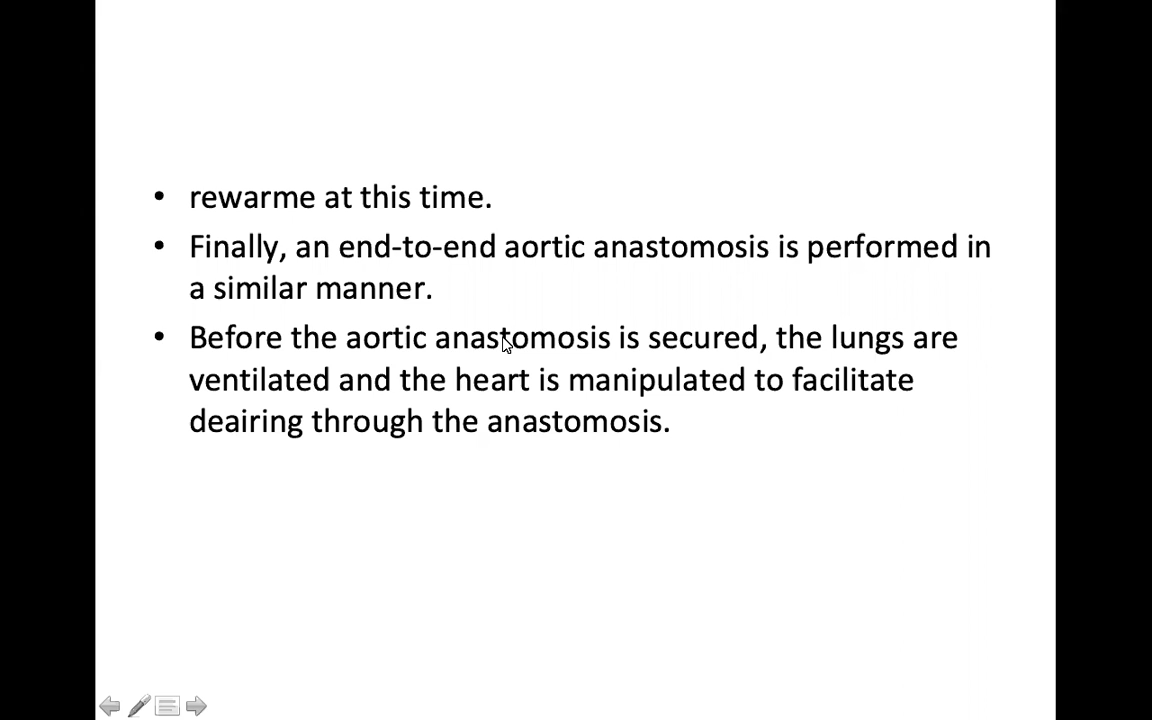 • rewarme at this time.
• Finally, an end-to-end aortic anastomosis is performed in
a similar manner.
• Before the aortic anastomosis is secured, the lungs are
ventilated and the heart is manipulated to facilitate
deairing through the anastomosis.